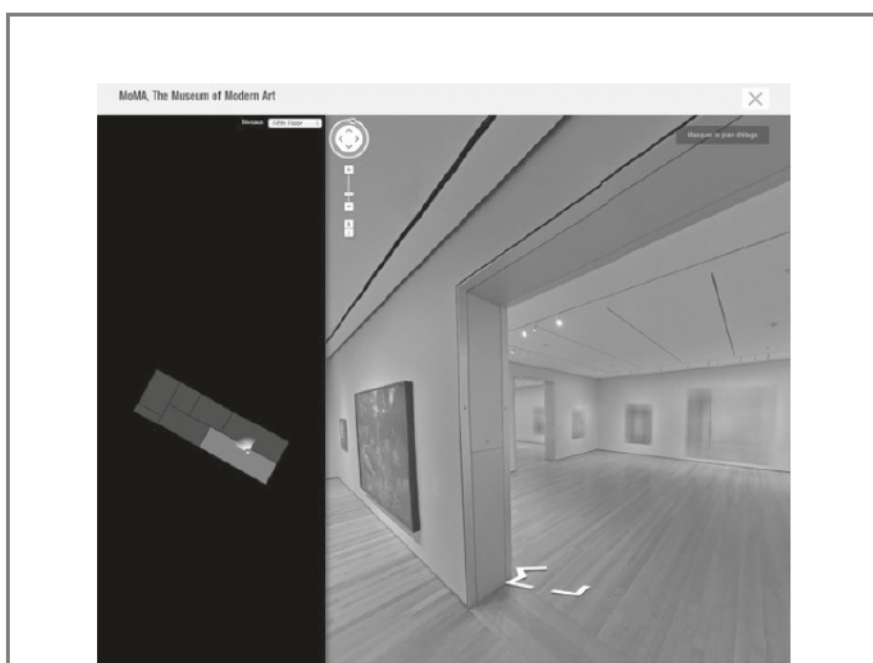 MoMA, The Museum of Modern Art
Niveaux Fifth Floor
Masquer le plan d'étage